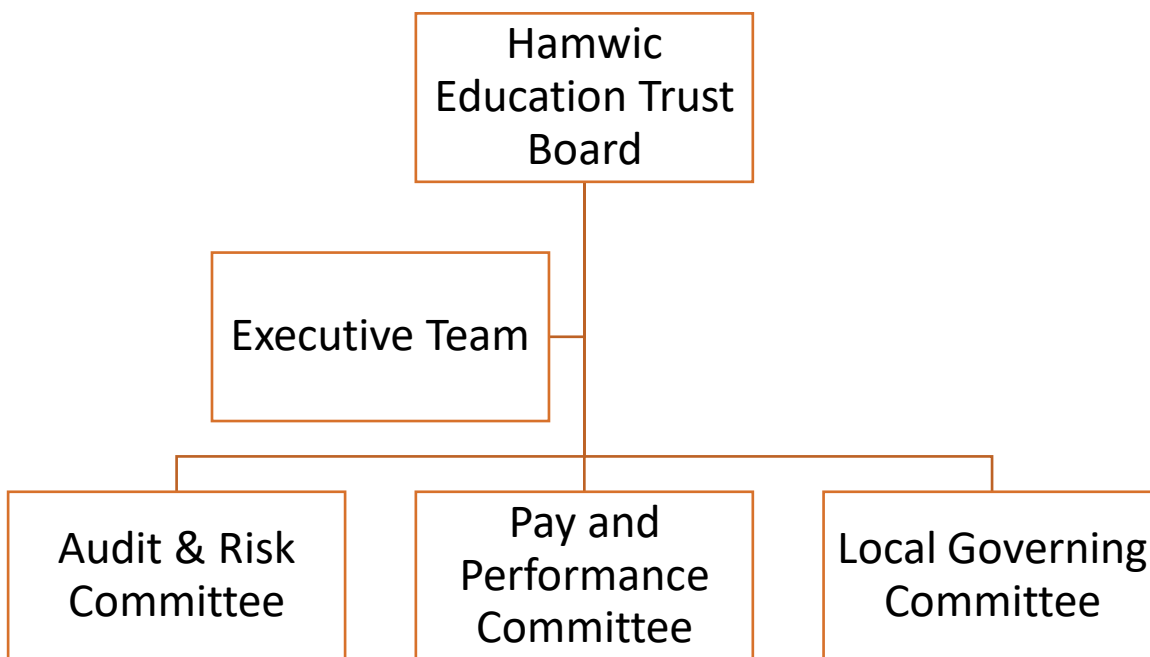 Hamwic
Education Trust
Board
Executive Team
Audit & Risk
Committee
Pay and
Performance
Committee
Local Governing
Committee